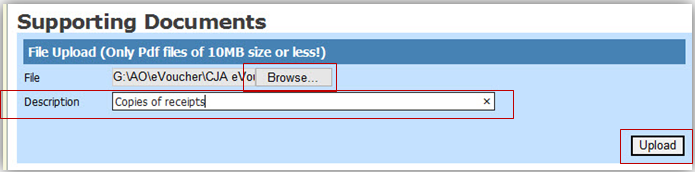 Supporting Documents
File Upload (Only Pdf files of 10MB size or less!)
File G:\AO\eVoucher\CJA eVou Browse...
Description Copies of receipts ×
Upload